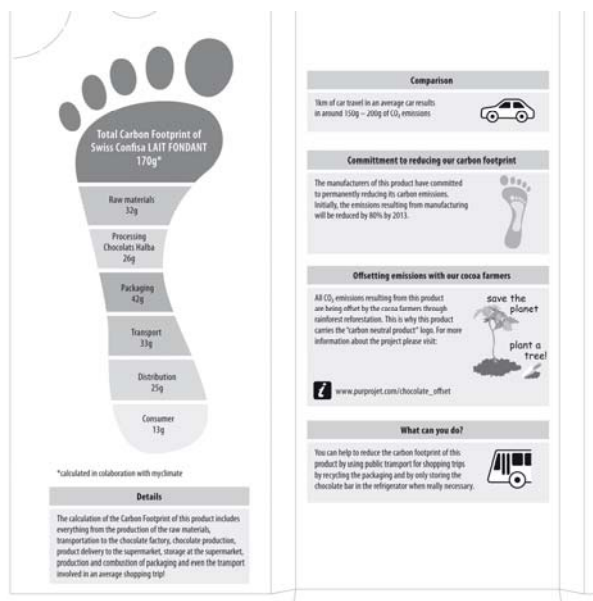 Total Carbon Footprint of
Swiss Confisa LAIT FONDANT
170g*
Raw materials
32g
Processing
Chocolats Halba
26g
Packaging
42g
Transport
33g
Distribution
25g
Consumer
13g
*calculated in colaboration with myclimate
Details
The calculation of the Carbon Footprint of this product includes
everything from the production of the raw materials,
transportation to the chocolate factory, chocolate production,
product delivery to the supermarket, storage at the supermarket,
production and combustion of packaging and even the transport
involved in an average shopping trip!
Comparison
1km of car travel in an average car results
in around 150g – 200g of CO₂ emissions
Committment to reducing our carbon footprint
The manufacturers of this product have committed
to permanently reducing its carbon emissions.
Initially, the emissions resulting from manufacturing
will be reduced by 80% by 2013.
Offsetting emissions with our cocoa farmers
All CO₂ emissions resulting from this product
are being offset by the cocoa farmers through
rainforest reforestation. This is why this product
carries the "carbon neutral product" logo. For more
information about the project please visit:
save the
planet
plant a
tree!
i www.purprojet.com/chocolate_offset
What can you do?
You can help to reduce the carbon footprint of this
product by using public transport for shopping trips
by recycling the packaging and by only storing the
chocolate bar in the refrigerator when really necessary.